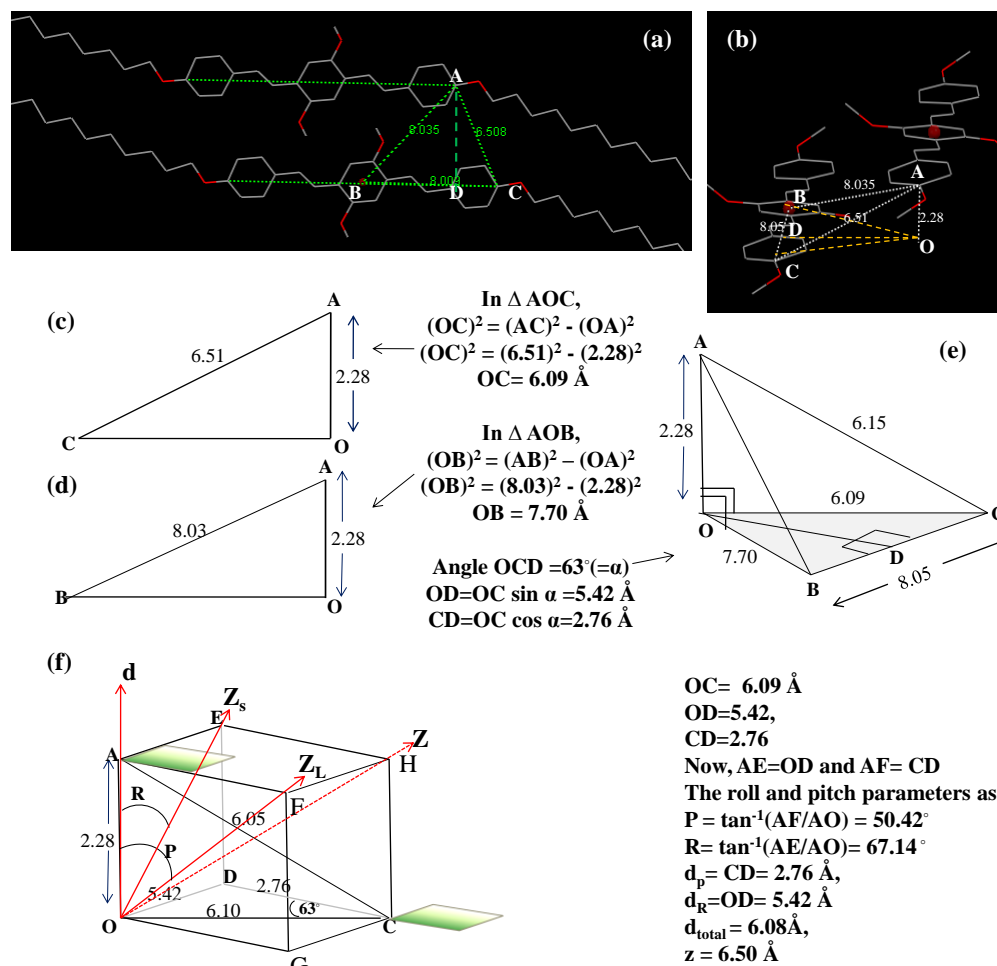 (a)
A
8.035
6.508
8.009
B
D
C
(b)
A
8.035
B
6.51
2.28
D
8.05
O
C
(c)
A
6.51
2.28
C
O
In Δ AOC,
(OC)² = (AC)² - (OA)²
(OC)² = (6.51)² - (2.28)²
OC= 6.09 Å
(d)
A
8.03
2.28
B
O
In Δ AOB,
(OB)² = (AB)² – (OA)²
(OB)² = (8.03)² - (2.28)²
OB = 7.70 Å
Angle OCD =63°(=α)
OD=OC sin α =5.42 Å
CD=OC cos α=2.76 Å
(e)
A
6.15
2.28
6.09
O
C
7.70
D
B
8.05
(f)
d
Zs
E
Z
A
H
ZL
R
F
6.05
2.28
P
D
5.42
2.76
6.10
63°
O
C
G
OC= 6.09 Å
OD=5.42,
CD=2.76
Now, AE=OD and AF= CD
The roll and pitch parameters as
P = tan⁻¹(AF/AO) = 50.42°
R= tan⁻¹(AE/AO)= 67.14°
dp= CD= 2.76 Å,
dR=OD= 5.42 Å
dtotal = 6.08Å,
z = 6.50 Å